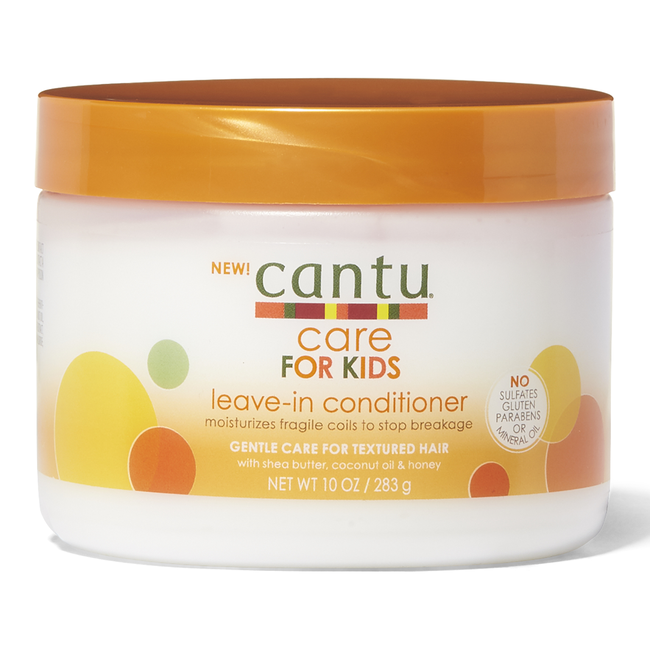 NEW! cantu®
care
FOR KIDS
leave-in conditioner
moisturizes fragile coils to stop breakage
GENTLE CARE FOR TEXTURED HAIR
with shea butter, coconut oil & honey
NET WT 10 OZ / 283 g
NO
SULFATES
GLUTEN
PARABENS
OR
MINERAL OIL